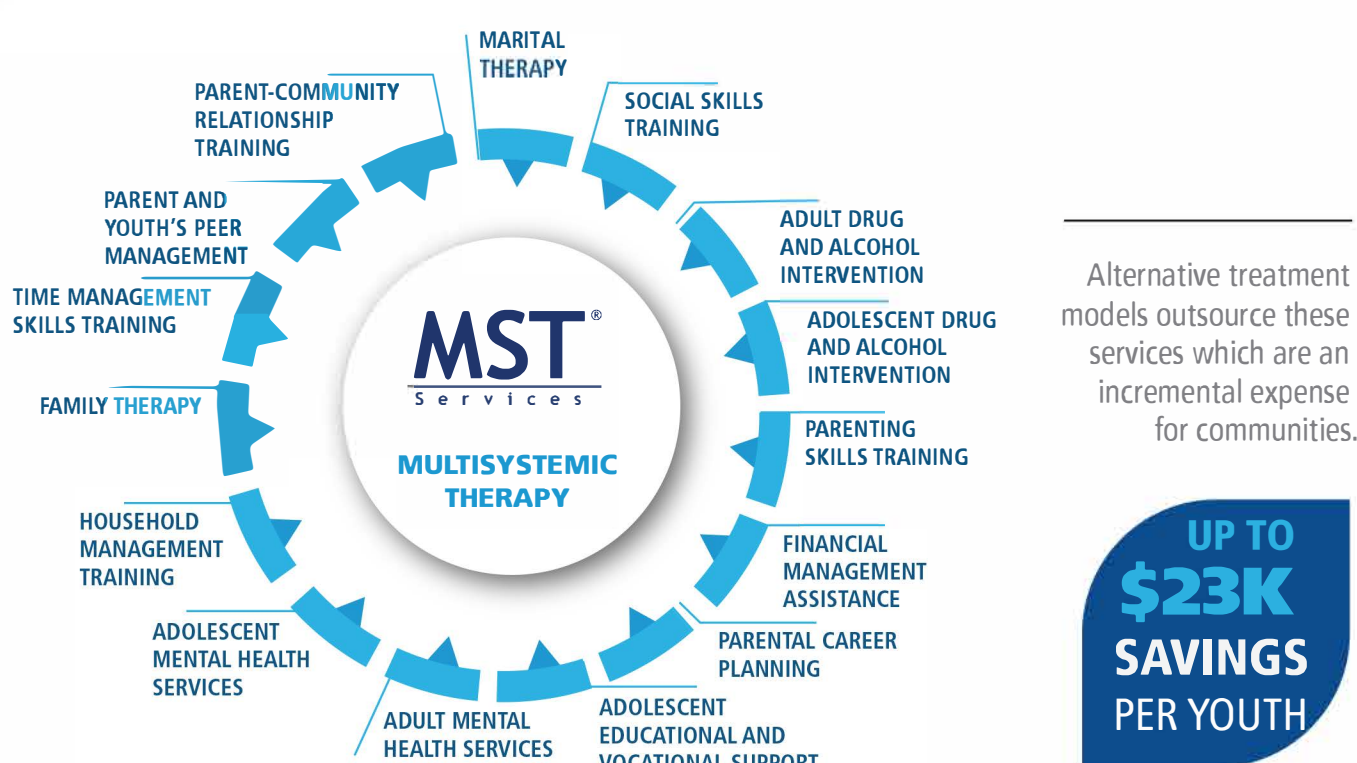 MARITAL
THERAPY
SOCIAL SKILLS
TRAINING
ADULT DRUG
AND ALCOHOL
INTERVENTION
ADOLESCENT DRUG
AND ALCOHOL
INTERVENTION
PARENTING
SKILLS TRAINING
FINANCIAL
MANAGEMENT
ASSISTANCE
PARENTAL CAREER
PLANNING
ADOLESCENT
EDUCATIONAL AND
VOCATIONAL SUPPORT
ADULT MENTAL
HEALTH SERVICES
ADOLESCENT
MENTAL HEALTH
SERVICES
HOUSEHOLD
MANAGEMENT
TRAINING
FAMILY THERAPY
TIME MANAGEMENT
SKILLS TRAINING
PARENT AND
YOUTH'S PEER
MANAGEMENT
PARENT-COMMUNITY
RELATIONSHIP
TRAINING
MST®
Services
MULTISYSTEMIC
THERAPY
Alternative treatment
models outsource these
services which are an
incremental expense
for communities.
UP TO
$23K
SAVINGS
PER YOUTH